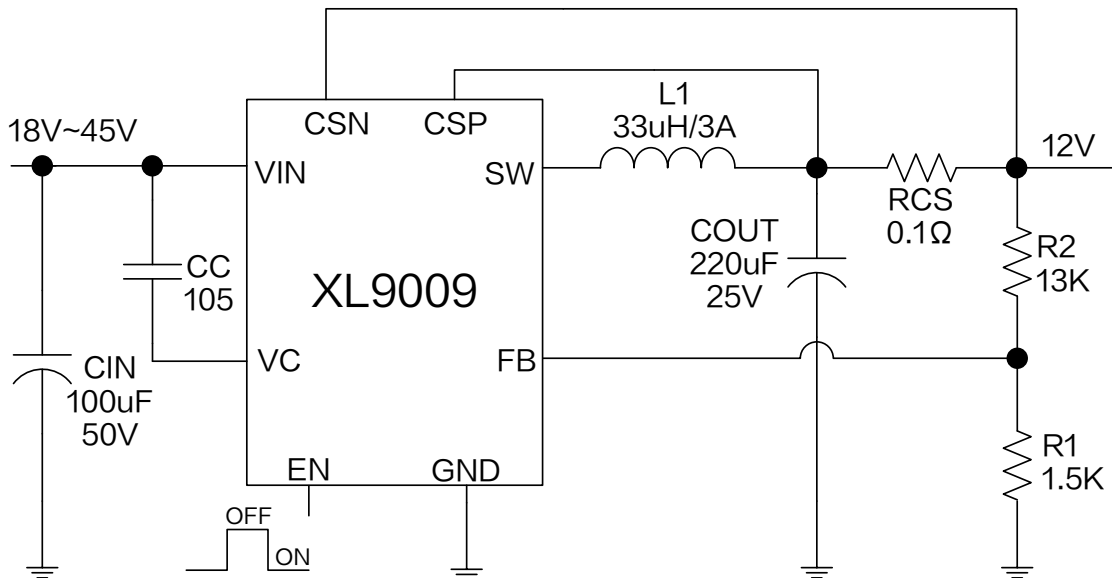 CSN
CSP
L1
33uH/3A
18V~45V
VIN
SW
12V
RCS
0.1Ω
COUT
220uF
25V
R2
13K
CC
105
XL9009
VC
FB
CIN
100uF
50V
EN
GND
R1
1.5K
OFF
ON